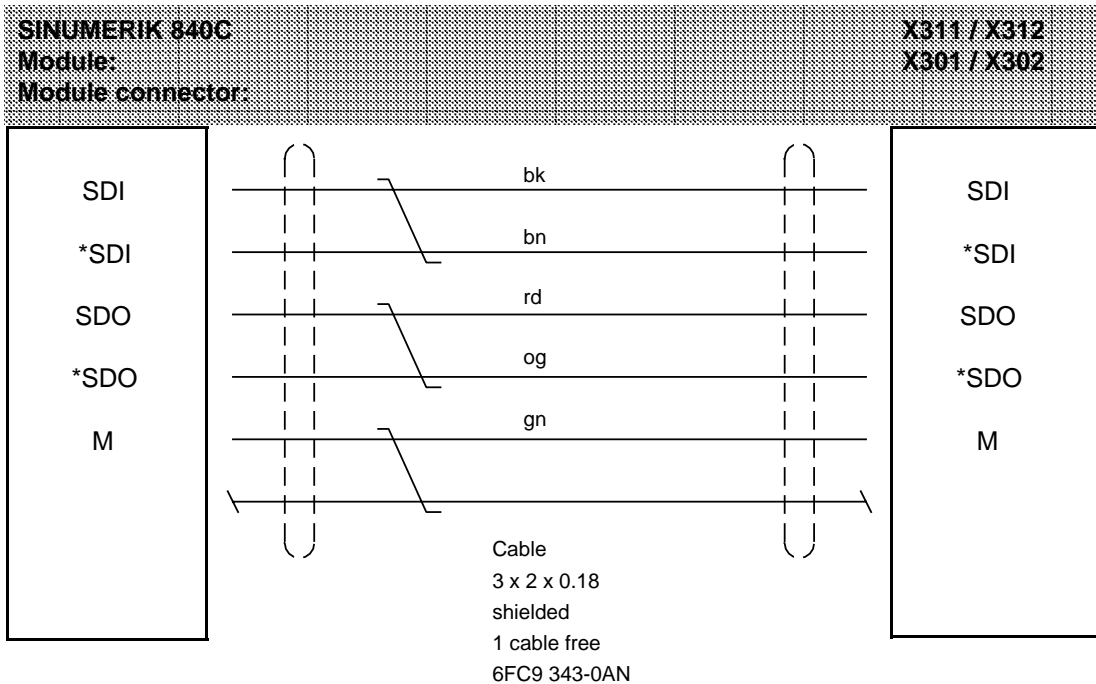 SINUMERIK 840C
Module:
Module connector:
X311 / X312
X301 / X302
SDI
bk
SDI
*SDI
bn
*SDI
SDO
rd
SDO
*SDO
og
*SDO
M
gn
M
Cable
3 x 2 x 0.18
shielded
1 cable free
6FC9 343-0AN